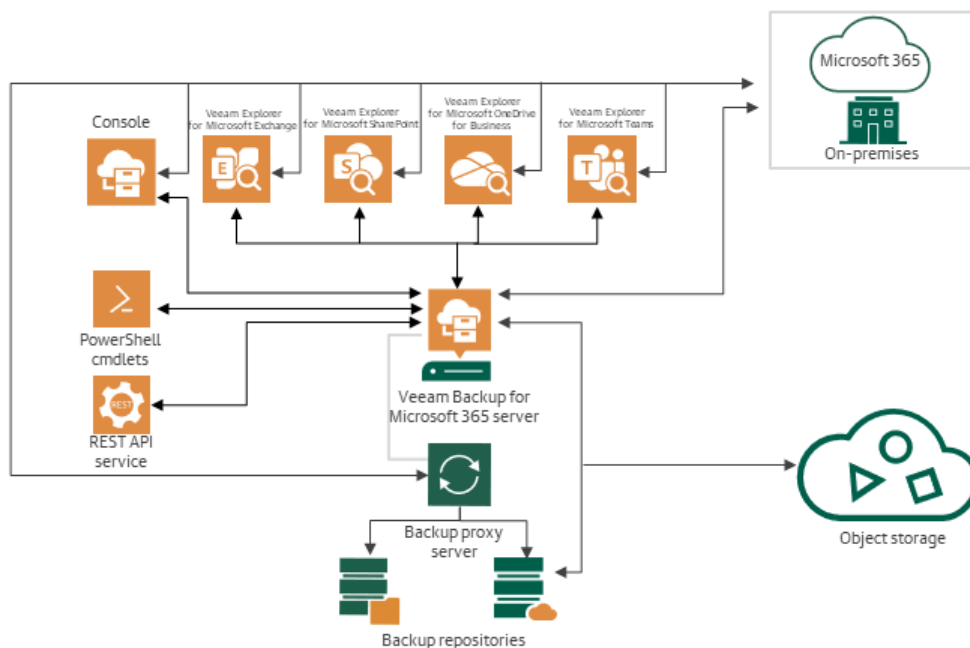 Microsoft 365
On-premises
Console
Veeam Explorer
for Microsoft Exchange
Veeam Explorer
for Microsoft SharePoint
Veeam Explorer
for Microsoft OneDrive
for Business
Veeam Explorer
for Microsoft Teams
E
S
T
PowerShell
cmdlets
REST
REST API
service
Veeam Backup for
Microsoft 365 server
Backup proxy
server
Backup repositories
Object storage